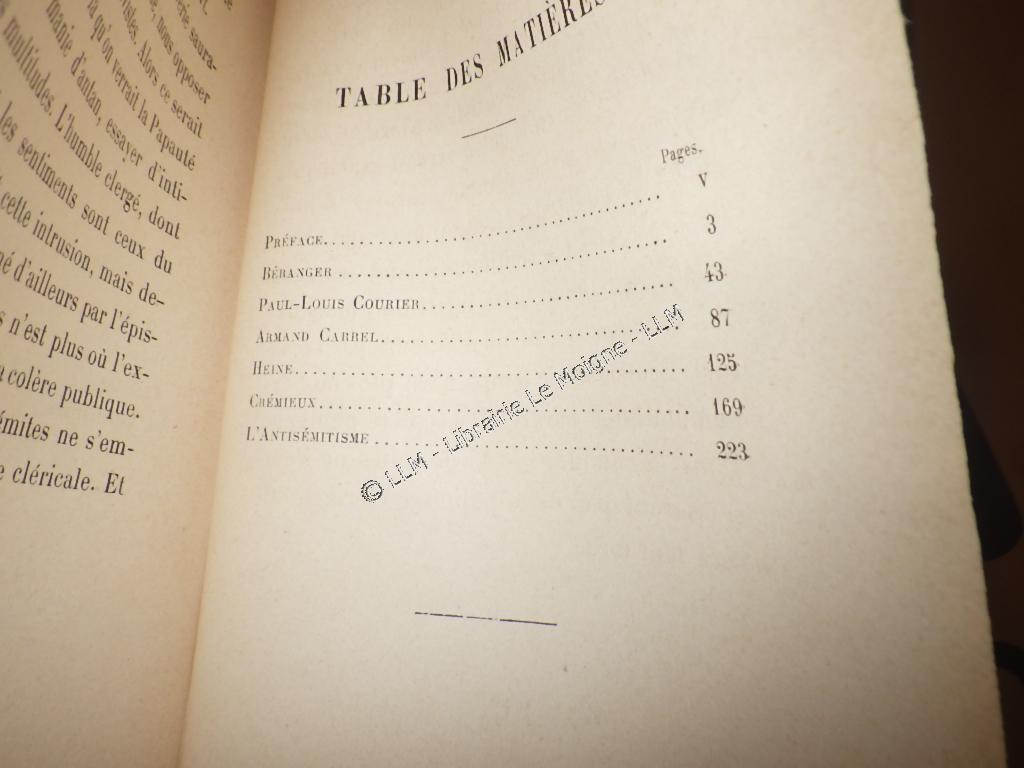 saura-
nous opposer
Alors ce serait
qu'on verrait la Papauté
manie d'antan, essayer d'inti-
multitudes. L'humble clergé, dont
les sentiments sont ceux du
cette intrusion, mais de-
d'ailleurs par l'épis-
n'est plus où l'ex-
colère publique.
ne s'em-
cléricale. Et
TABLE DES MATIÈRES
Pages.
PRÉFACE. . . . . . . . . . V
BÉRANGER . . . . . . . . . . 3
PAUL-LOUIS COURIER. . . . . . . . . . 43
ARMAND CARREL. . . . . . . . . . 87
HEINE. . . . . . . . . . 125
CRÉMIEUX. . . . . . . . . . 169
L'ANTISÉMITISME . . . . . . . . . . 223
© LLM - Librairie Le Moigne - LLM